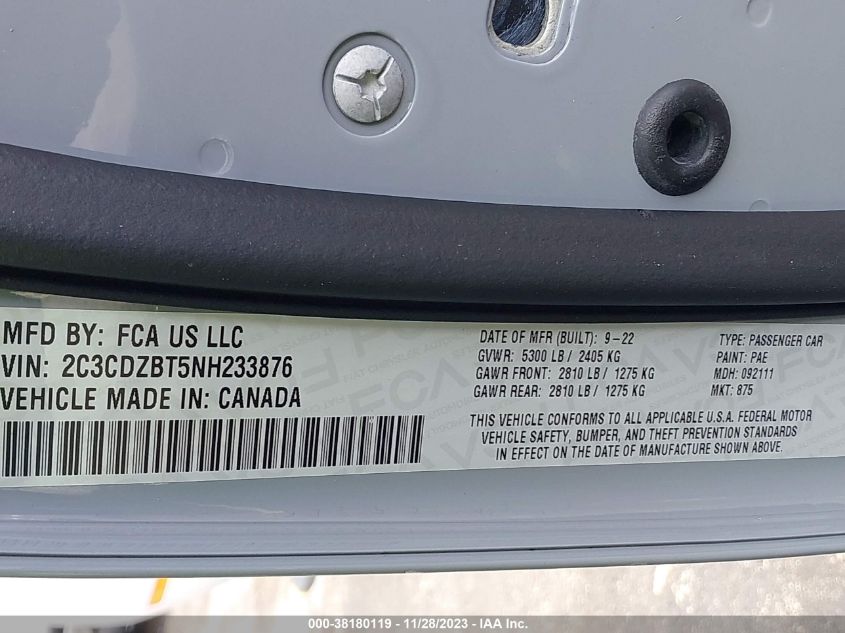 MFD BY: FCA US LLC
VIN: 2C3CDZBT5NH233876
VEHICLE MADE IN: CANADA
DATE OF MFR (BUILT): 9-22
GVWR: 5300 LB / 2405 KG
GAWR FRONT: 2810 LB / 1275 KG
GAWR REAR: 2810 LB / 1275 KG
TYPE: PASSENGER CAR
PAINT: PAE
MDH: 092111
MKT: 875
THIS VEHICLE CONFORMS TO ALL APPLICABLE U.S.A. FEDERAL MOTOR
VEHICLE SAFETY, BUMPER, AND THEFT PREVENTION STANDARDS
IN EFFECT ON THE DATE OF MANUFACTURE SHOWN ABOVE.
000-38180119 - 11/28/2023 - IAA Inc.